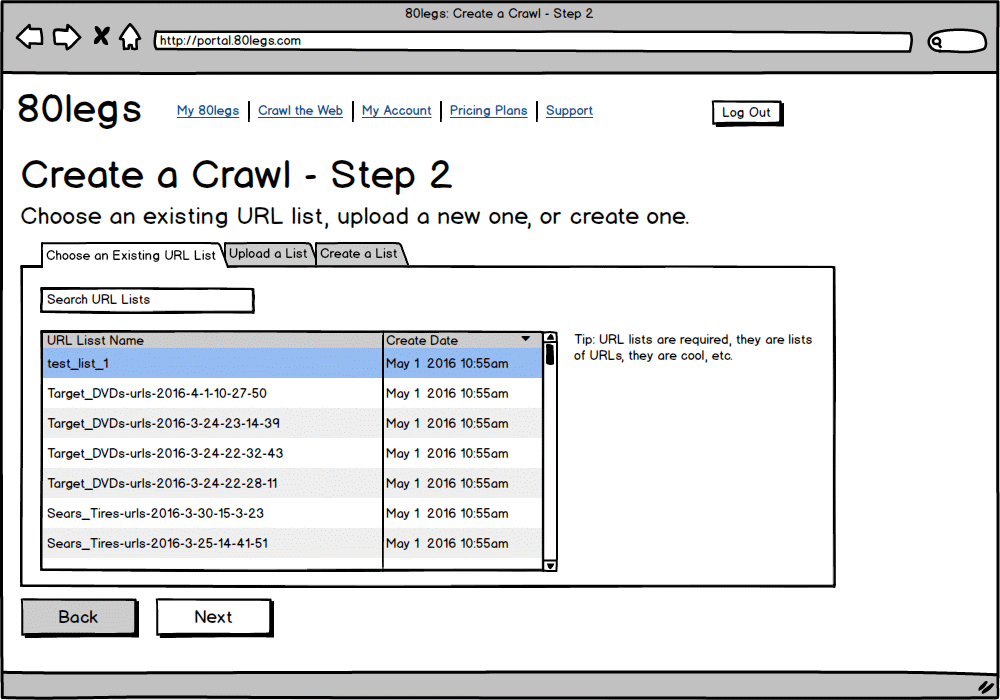 80legs: Create a Crawl - Step 2
http://portal.80legs.com
80legs My 80legs Crawl the Web My Account Pricing Plans Support Log Out
Create a Crawl - Step 2
Choose an existing URL list, upload a new one, or create one.
Choose an Existing URL List Upload a List Create a List
Search URL Lists
URL Lisst Name Create Date
Tip: URL lists are required, they are lists
of URLs, they are cool, etc.
test_list_1 May 1 2016 10:55am
Target_DVDs-urls-2016-4-1-10-27-50 May 1 2016 10:55am
Target_DVDs-urls-2016-3-24-23-14-39 May 1 2016 10:55am
Target_DVDs-urls-2016-3-24-22-32-43 May 1 2016 10:55am
Target_DVDs-urls-2016-3-24-22-28-11 May 1 2016 10:55am
Sears_Tires-urls-2016-3-30-15-3-23 May 1 2016 10:55am
Sears_Tires-urls-2016-3-25-14-41-51 May 1 2016 10:55am
Back Next